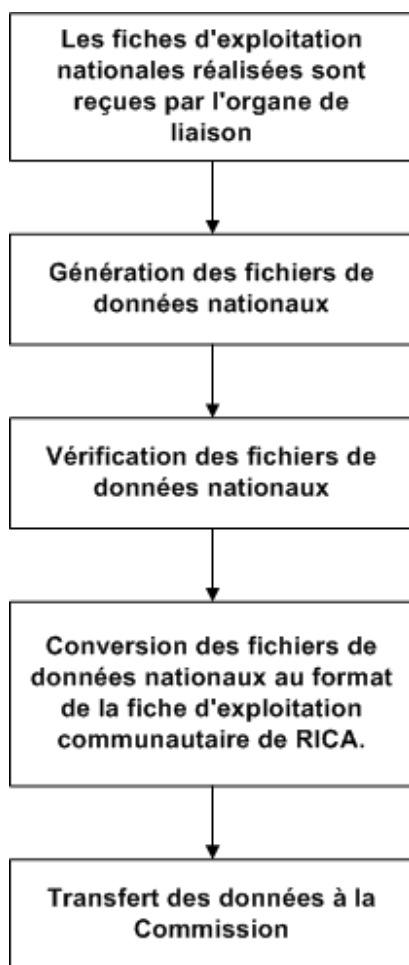 Les fiches d'exploitation
nationales réalisées sont
reçues par l'organe de
liaison
Génération des fichiers de
données nationaux
Vérification des fichiers de
données nationaux
Conversion des fichiers de
données nationaux au format
de la fiche d'exploitation
communautaire de RICA.
Transfert des données à la
Commission